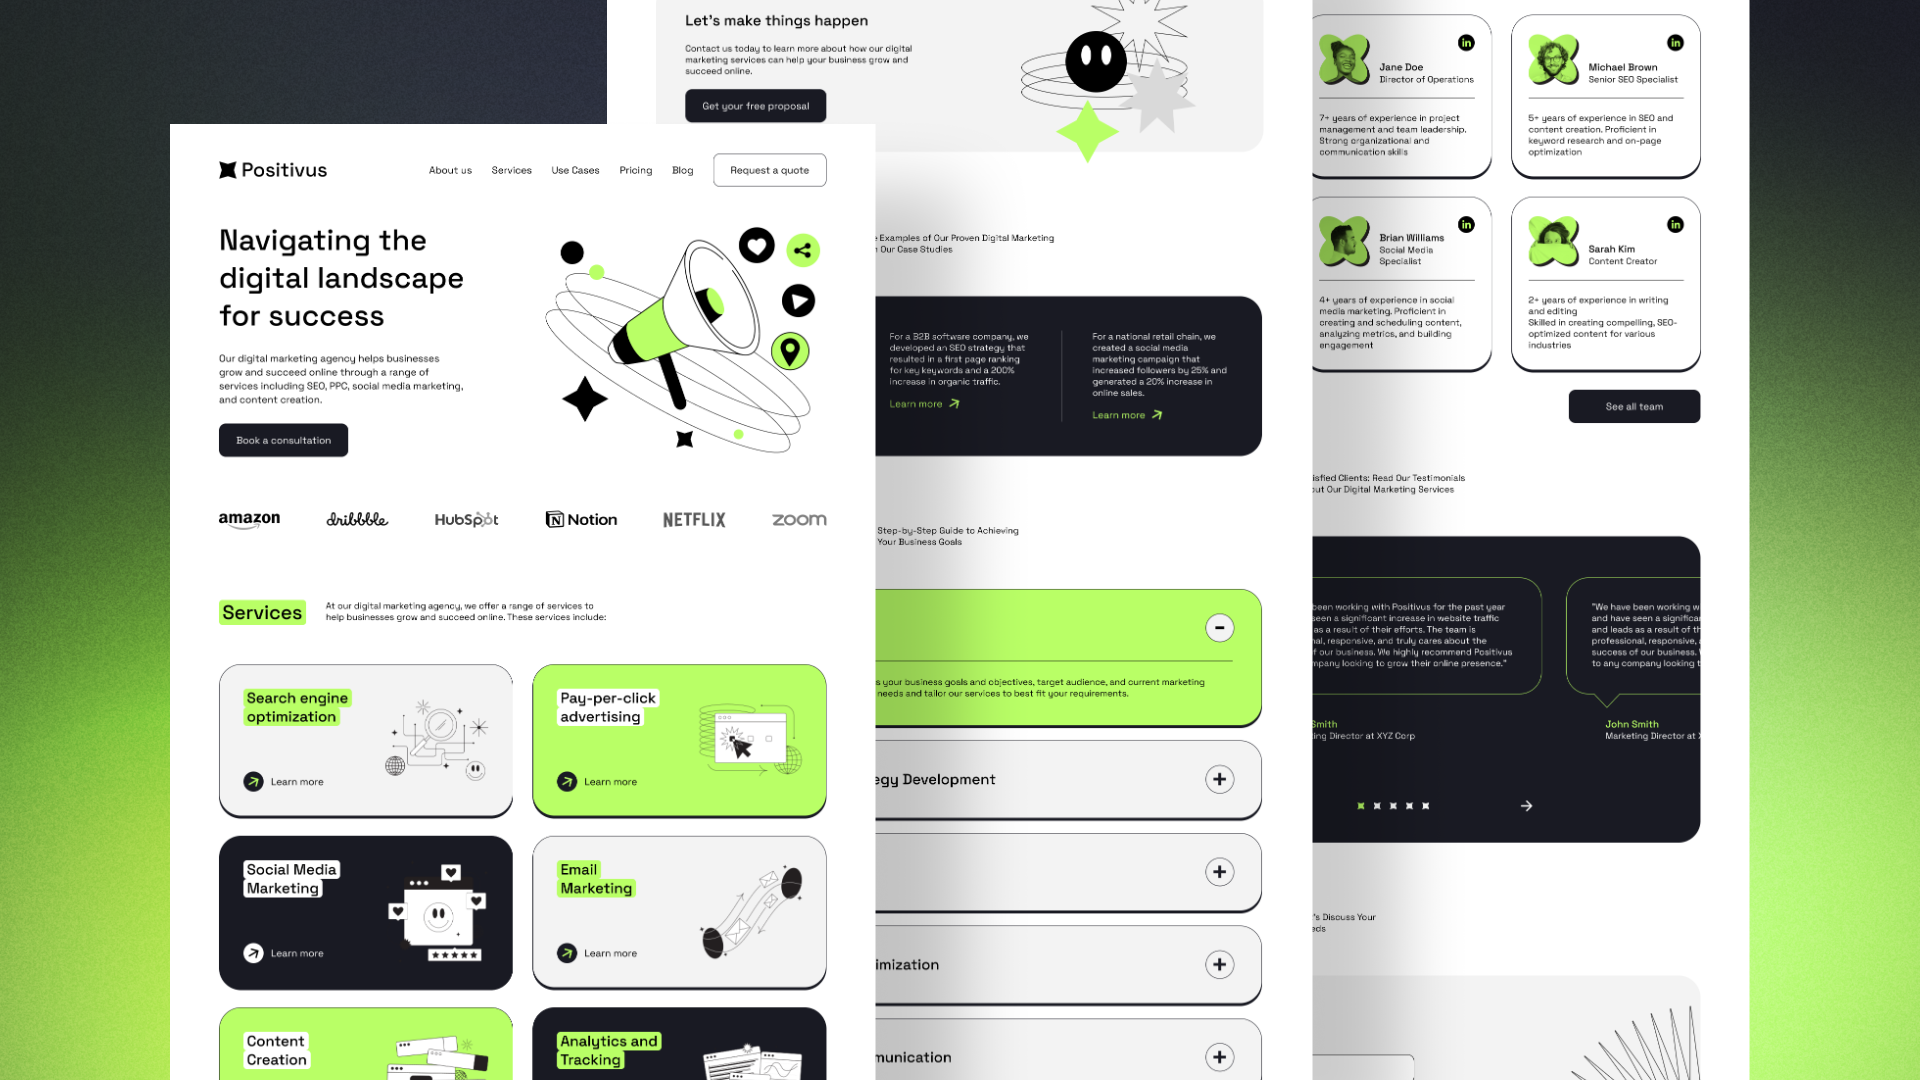 Positivus
About us
Services
Use Cases
Pricing
Blog
Request a quote
Navigating the
digital landscape
for success
Our digital marketing agency helps businesses
grow and succeed online through a range of
services including SEO, PPC, social media marketing,
and content creation.
Book a consultation
amazon
dribbble
HubSpot
Notion
NETFLIX
zoom
Services
At our digital marketing agency, we offer a range of services to
help businesses grow and succeed online. These services include:
Search engine
optimization
Learn more
Pay-per-click
advertising
Learn more
Social Media
Marketing
Learn more
Email
Marketing
Learn more
Content
Creation
Analytics and
Tracking
Let's make things happen
Contact us today to learn more about how our digital
marketing services can help your business grow and
succeed online.
Get your free proposal
Examples of Our Proven Digital Marketing
Our Case Studies
For a B2B software company, we
developed an SEO strategy that
resulted in a first page ranking
for key keywords and a 200%
increase in organic traffic.
Learn more
For a national retail chain, we
created a social media
marketing campaign that
increased followers by 25% and
generated a 20% increase in
online sales.
Learn more
Step-by-Step Guide to Achieving
Your Business Goals
s your business goals and objectives, target audience, and current marketing
needs and tailor our services to best fit your requirements.
egy Development
imization
munication
in
Jane Doe
Director of Operations
7+ years of experience in project
management and team leadership.
Strong organizational and
communication skills
in
Michael Brown
Senior SEO Specialist
5+ years of experience in SEO and
content creation. Proficient in
keyword research and on-page
optimization
in
Brian Williams
Social Media
Specialist
4+ years of experience in social
media marketing. Proficient in
creating and scheduling content,
analyzing metrics, and building
engagement
in
Sarah Kim
Content Creator
2+ years of experience in writing
and editing
Skilled in creating compelling, SEO-
optimized content for various
industries
See all team
isfied Clients: Read Our Testimonials
out Our Digital Marketing Services
been working with Positivus for the past year
seen a significant increase in website traffic
as a result of their efforts. The team is
nal, responsive, and truly cares about the
f our business. We highly recommend Positivus
mpany looking to grow their online presence."
Smith
ing Director at XYZ Corp
"We have been working w
and have seen a significa
and leads as a result of th
professional, responsive,
success of our business.
to any company looking t
John Smith
Marketing Director at
's Discuss Your
eds